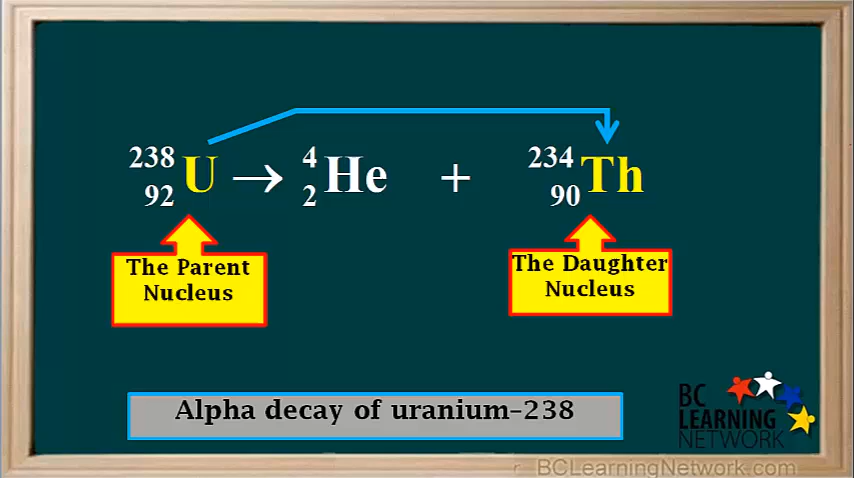 238 92 U → 4 2 He + 234 90 Th
The Parent
Nucleus
The Daughter
Nucleus
Alpha decay of uranium-238
BC
LEARNING
NETWORK
BCLearningNetwork.com